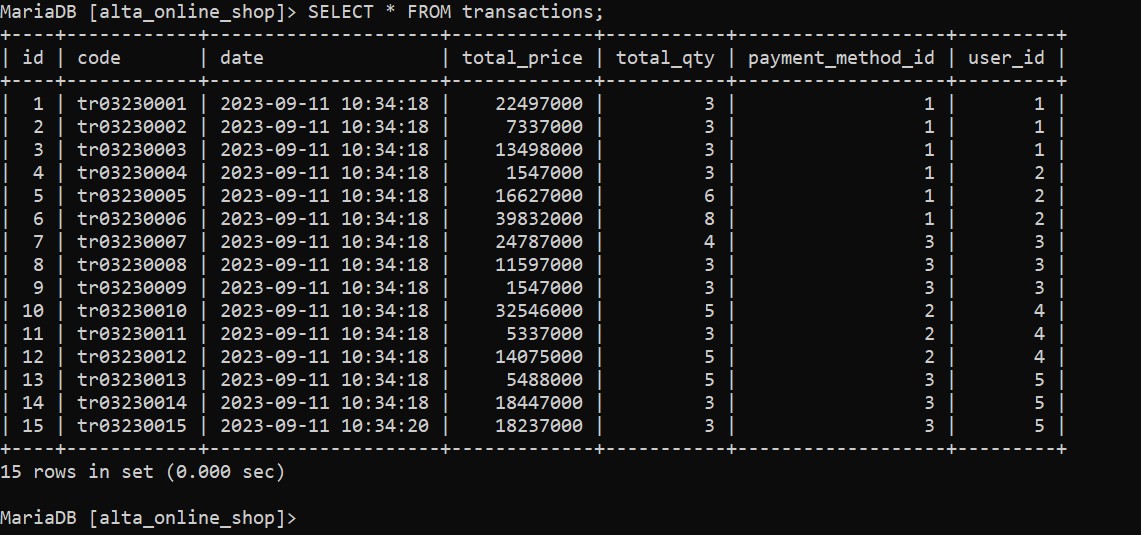 MariaDB [alta_online_shop]> SELECT * FROM transactions;
+----+------------+---------------------+-------------+-----------+-------------------+---------+
| id | code       | date                | total_price | total_qty | payment_method_id | user_id |
+----+------------+---------------------+-------------+-----------+-------------------+---------+
|  1 | tr03230001 | 2023-09-11 10:34:18 |    22497000 |         3 |                 1 |       1 |
|  2 | tr03230002 | 2023-09-11 10:34:18 |     7337000 |         3 |                 1 |       1 |
|  3 | tr03230003 | 2023-09-11 10:34:18 |    13498000 |         3 |                 1 |       1 |
|  4 | tr03230004 | 2023-09-11 10:34:18 |     1547000 |         3 |                 1 |       2 |
|  5 | tr03230005 | 2023-09-11 10:34:18 |    16627000 |         6 |                 1 |       2 |
|  6 | tr03230006 | 2023-09-11 10:34:18 |    39832000 |         8 |                 1 |       2 |
|  7 | tr03230007 | 2023-09-11 10:34:18 |    24787000 |         4 |                 3 |       3 |
|  8 | tr03230008 | 2023-09-11 10:34:18 |    11597000 |         3 |                 3 |       3 |
|  9 | tr03230009 | 2023-09-11 10:34:18 |     1547000 |         3 |                 3 |       3 |
| 10 | tr03230010 | 2023-09-11 10:34:18 |    32546000 |         5 |                 2 |       4 |
| 11 | tr03230011 | 2023-09-11 10:34:18 |     5337000 |         3 |                 2 |       4 |
| 12 | tr03230012 | 2023-09-11 10:34:18 |    14075000 |         5 |                 2 |       4 |
| 13 | tr03230013 | 2023-09-11 10:34:18 |     5488000 |         5 |                 3 |       5 |
| 14 | tr03230014 | 2023-09-11 10:34:18 |    18447000 |         3 |                 3 |       5 |
| 15 | tr03230015 | 2023-09-11 10:34:20 |    18237000 |         3 |                 3 |       5 |
+----+------------+---------------------+-------------+-----------+-------------------+---------+
15 rows in set (0.000 sec)
MariaDB [alta_online_shop]>